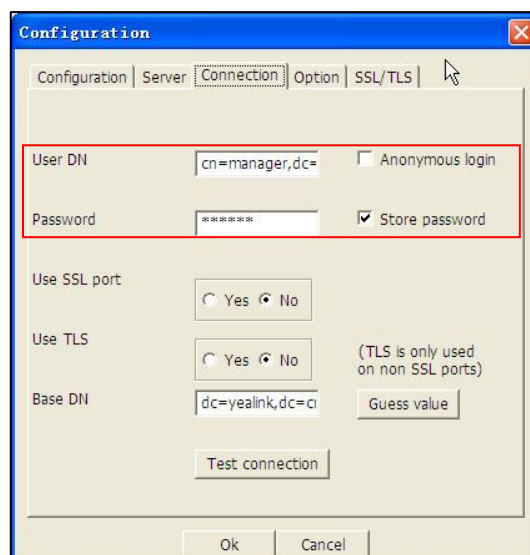 Configuration
Configuration Server Connection Option SSL/TLS
User DN cn=manager,dc= Anonymous login
Password ****** Store password
Use SSL port Yes No
Use TLS Yes No (TLS is only used
on non SSL ports)
Base DN dc=yealink,dc=cn Guess value
Test connection
Ok Cancel